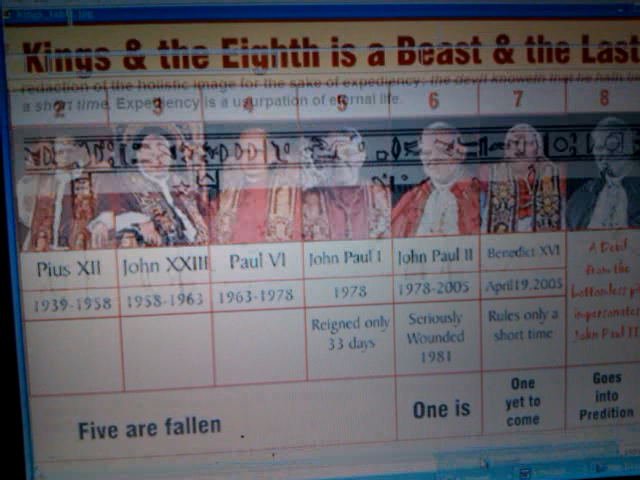 Kings & the Eighth is a Beast & the Last
redaction of the holistic image for the sake of expediency; the devil knoweth that he hath
a short time. Expediency is a usurpation of eternal life.
2 3 4 5 6 7 8
Pius XII
1939-1958
John XXIII
1958-1963
Paul VI
1963-1978
John Paul I
1978
Reigned only
33 days
John Paul II
1978-2005
Seriously
Wounded
1981
Benedict XVI
April 19, 2005
Rules only a
short time
A Devil
from the
bottomless
impersonates
John Paul II
Five are fallen
One is
One
yet to
come
Goes
into
Predition